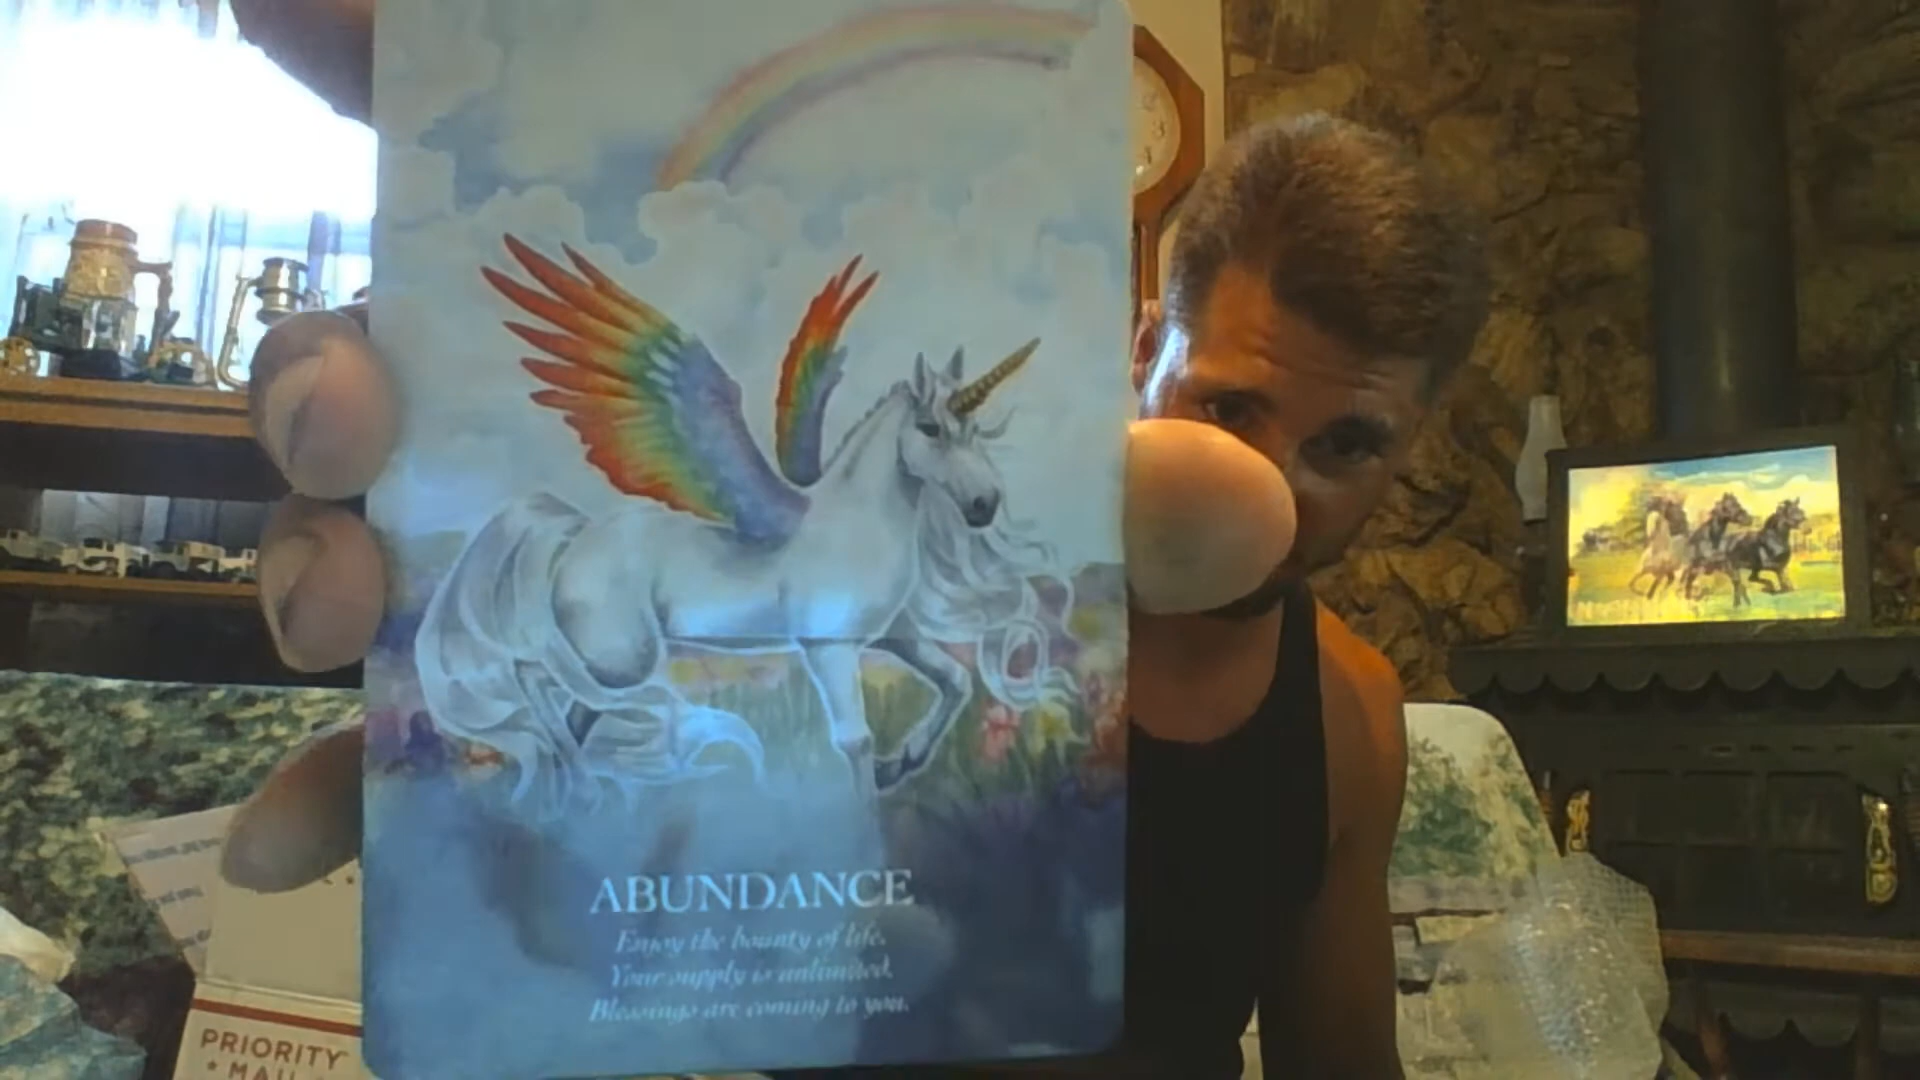 ABUNDANCE
Enjoy the bounty of life.
Your supply is unlimited.
Blessings are coming to you.
PRIORITY
★ MAIL